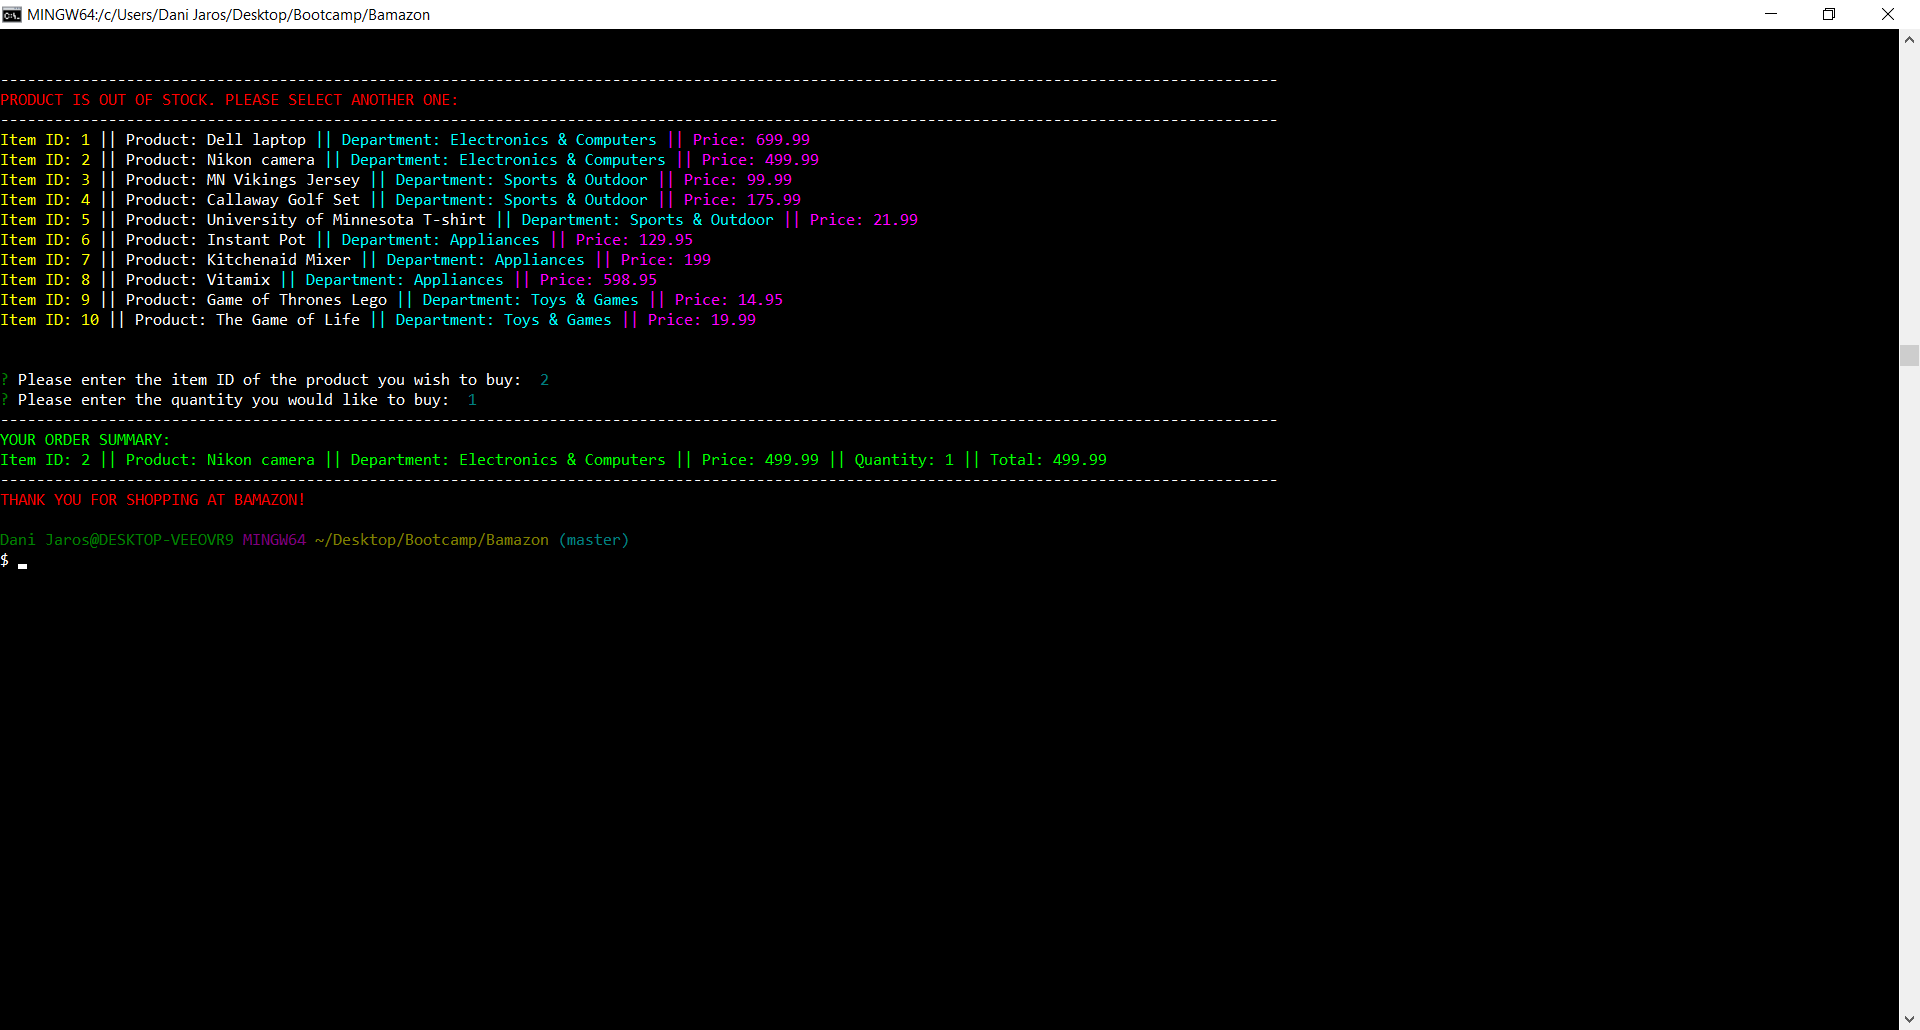 MINGW64:/c/Users/Dani Jaros/Desktop/Bootcamp/Bamazon
----------------------------------------------------------------------------------------------------------------------------------------------
PRODUCT IS OUT OF STOCK. PLEASE SELECT ANOTHER ONE:
----------------------------------------------------------------------------------------------------------------------------------------------
Item ID: 1 || Product: Dell laptop || Department: Electronics & Computers || Price: 699.99
Item ID: 2 || Product: Nikon camera || Department: Electronics & Computers || Price: 499.99
Item ID: 3 || Product: MN Vikings Jersey || Department: Sports & Outdoor || Price: 99.99
Item ID: 4 || Product: Callaway Golf Set || Department: Sports & Outdoor || Price: 175.99
Item ID: 5 || Product: University of Minnesota T-shirt || Department: Sports & Outdoor || Price: 21.99
Item ID: 6 || Product: Instant Pot || Department: Appliances || Price: 129.95
Item ID: 7 || Product: Kitchenaid Mixer || Department: Appliances || Price: 199
Item ID: 8 || Product: Vitamix || Department: Appliances || Price: 598.95
Item ID: 9 || Product: Game of Thrones Lego || Department: Toys & Games || Price: 14.95
Item ID: 10 || Product: The Game of Life || Department: Toys & Games || Price: 19.99
? Please enter the item ID of the product you wish to buy:  2
? Please enter the quantity you would like to buy:  1
----------------------------------------------------------------------------------------------------------------------------------------------
YOUR ORDER SUMMARY:
Item ID: 2 || Product: Nikon camera || Department: Electronics & Computers || Price: 499.99 || Quantity: 1 || Total: 499.99
----------------------------------------------------------------------------------------------------------------------------------------------
THANK YOU FOR SHOPPING AT BAMAZON!
Dani Jaros@DESKTOP-VEEOVR9 MINGW64 ~/Desktop/Bootcamp/Bamazon (master)
$